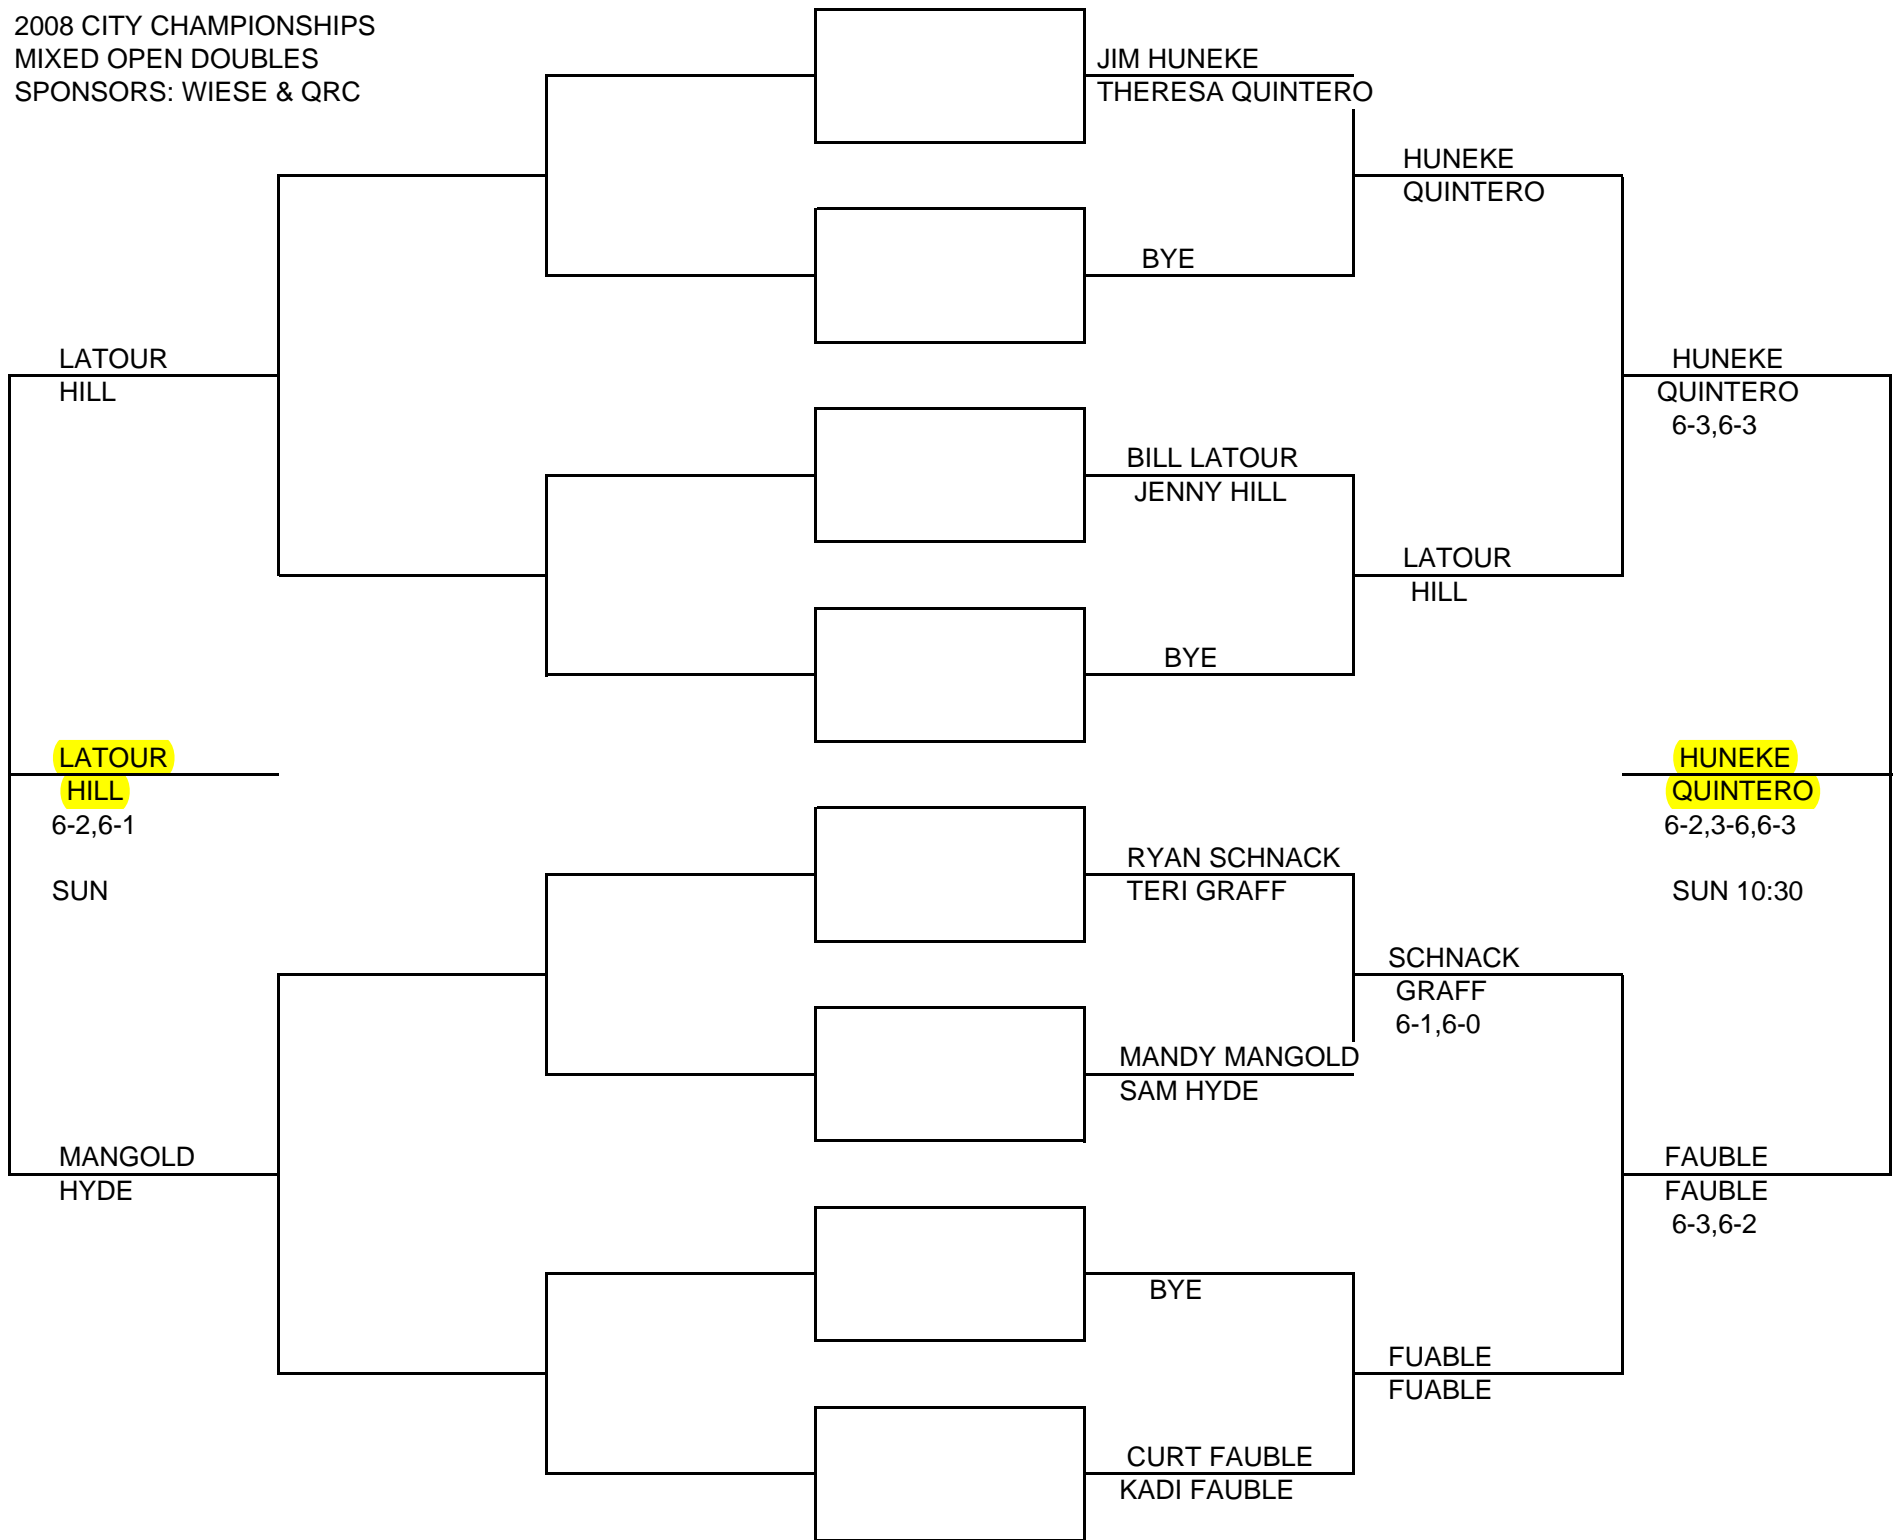 2008 CITY CHAMPIONSHIPS
MIXED OPEN DOUBLES
SPONSORS: WIESE & QRC
JIM HUNEKE
THERESA QUINTERO
HUNEKE
QUINTERO
BYE
LATOUR
HILL
HUNEKE
QUINTERO
6-3,6-3
BILL LATOUR
JENNY HILL
LATOUR
HILL
BYE
LATOUR
HILL
6-2,6-1
SUN
HUNEKE
QUINTERO
6-2,3-6,6-3
SUN 10:30
RYAN SCHNACK
TERI GRAFF
SCHNACK
GRAFF
6-1,6-0
MANDY MANGOLD
SAM HYDE
MANGOLD
HYDE
FAUBLE
FAUBLE
6-3,6-2
BYE
FUABLE
FUABLE
CURT FAUBLE
KADI FAUBLE